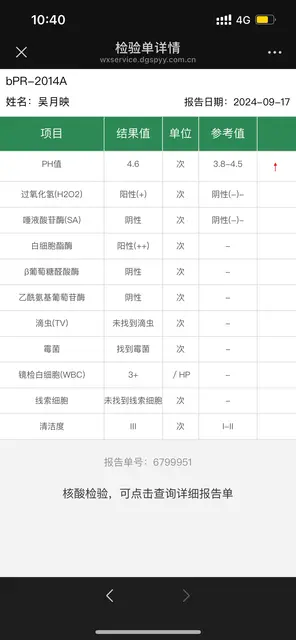 10:40
4G
检验单详情
wxservice.dgspyy.com.cn
bPR-2014A
姓名：吴月映 报告日期：2024-09-17
项目 结果值 单位 参考值
PH值 4.6 次 3.8-4.5 ↑
过氧化氢(H2O2) 阳性(+) 次 阴性(-)-
唾液酸苷酶(SA) 阴性 次 阴性(-)-
白细胞酯酶 阳性(++) 次 -
β葡萄糖醛酸酶 阴性 次 -
乙酰氨基葡萄苷酶 阴性 次 -
滴虫(TV) 未找到滴虫 次 -
霉菌 找到霉菌 次 -
镜检白细胞(WBC) 3+ / HP -
线索细胞 未找到线索细胞 次 -
清洁度 III 次 I-II
报告单号：6799951
核酸检验，可点击查询详细报告单